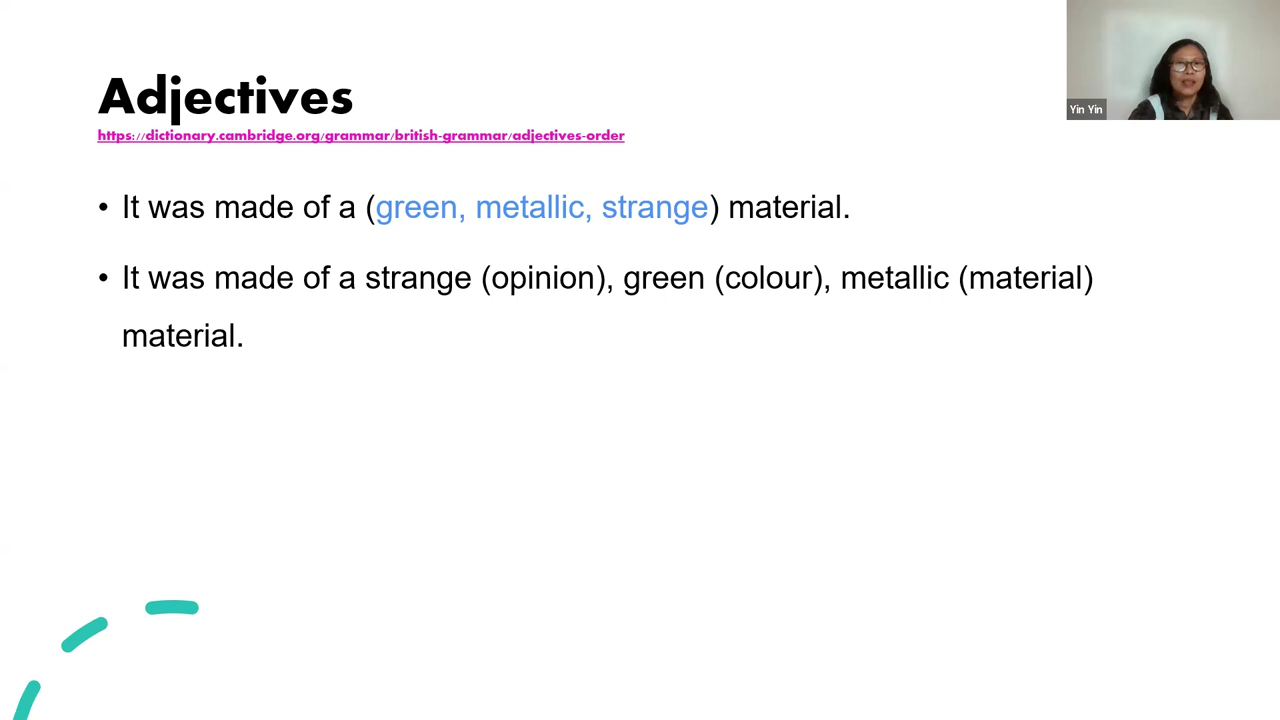 Adjectives
https://dictionary.cambridge.org/grammar/british-grammar/adjectives-order
• It was made of a (green, metallic, strange) material.
• It was made of a strange (opinion), green (colour), metallic (material)
material.
Yin Yin